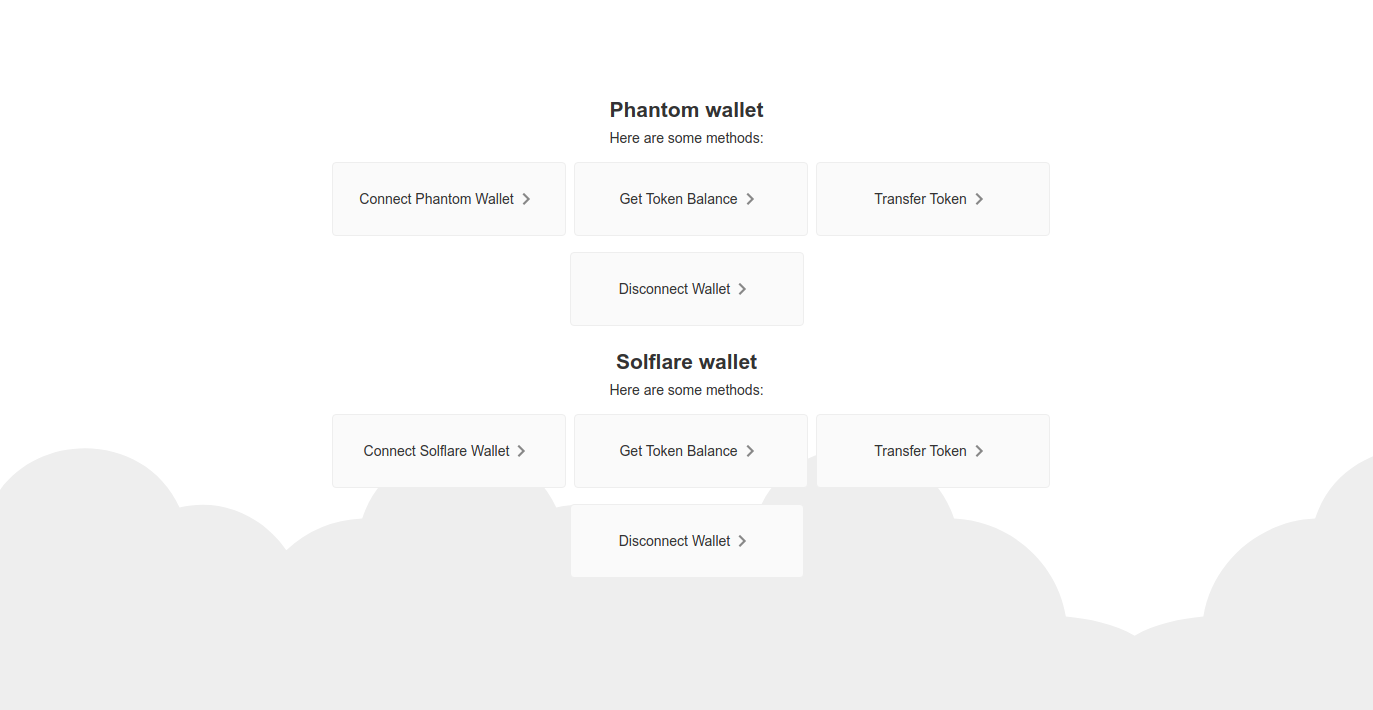 Phantom wallet
Here are some methods:
Connect Phantom Wallet
Get Token Balance
Transfer Token
Disconnect Wallet
Solflare wallet
Here are some methods:
Connect Solflare Wallet
Get Token Balance
Transfer Token
Disconnect Wallet